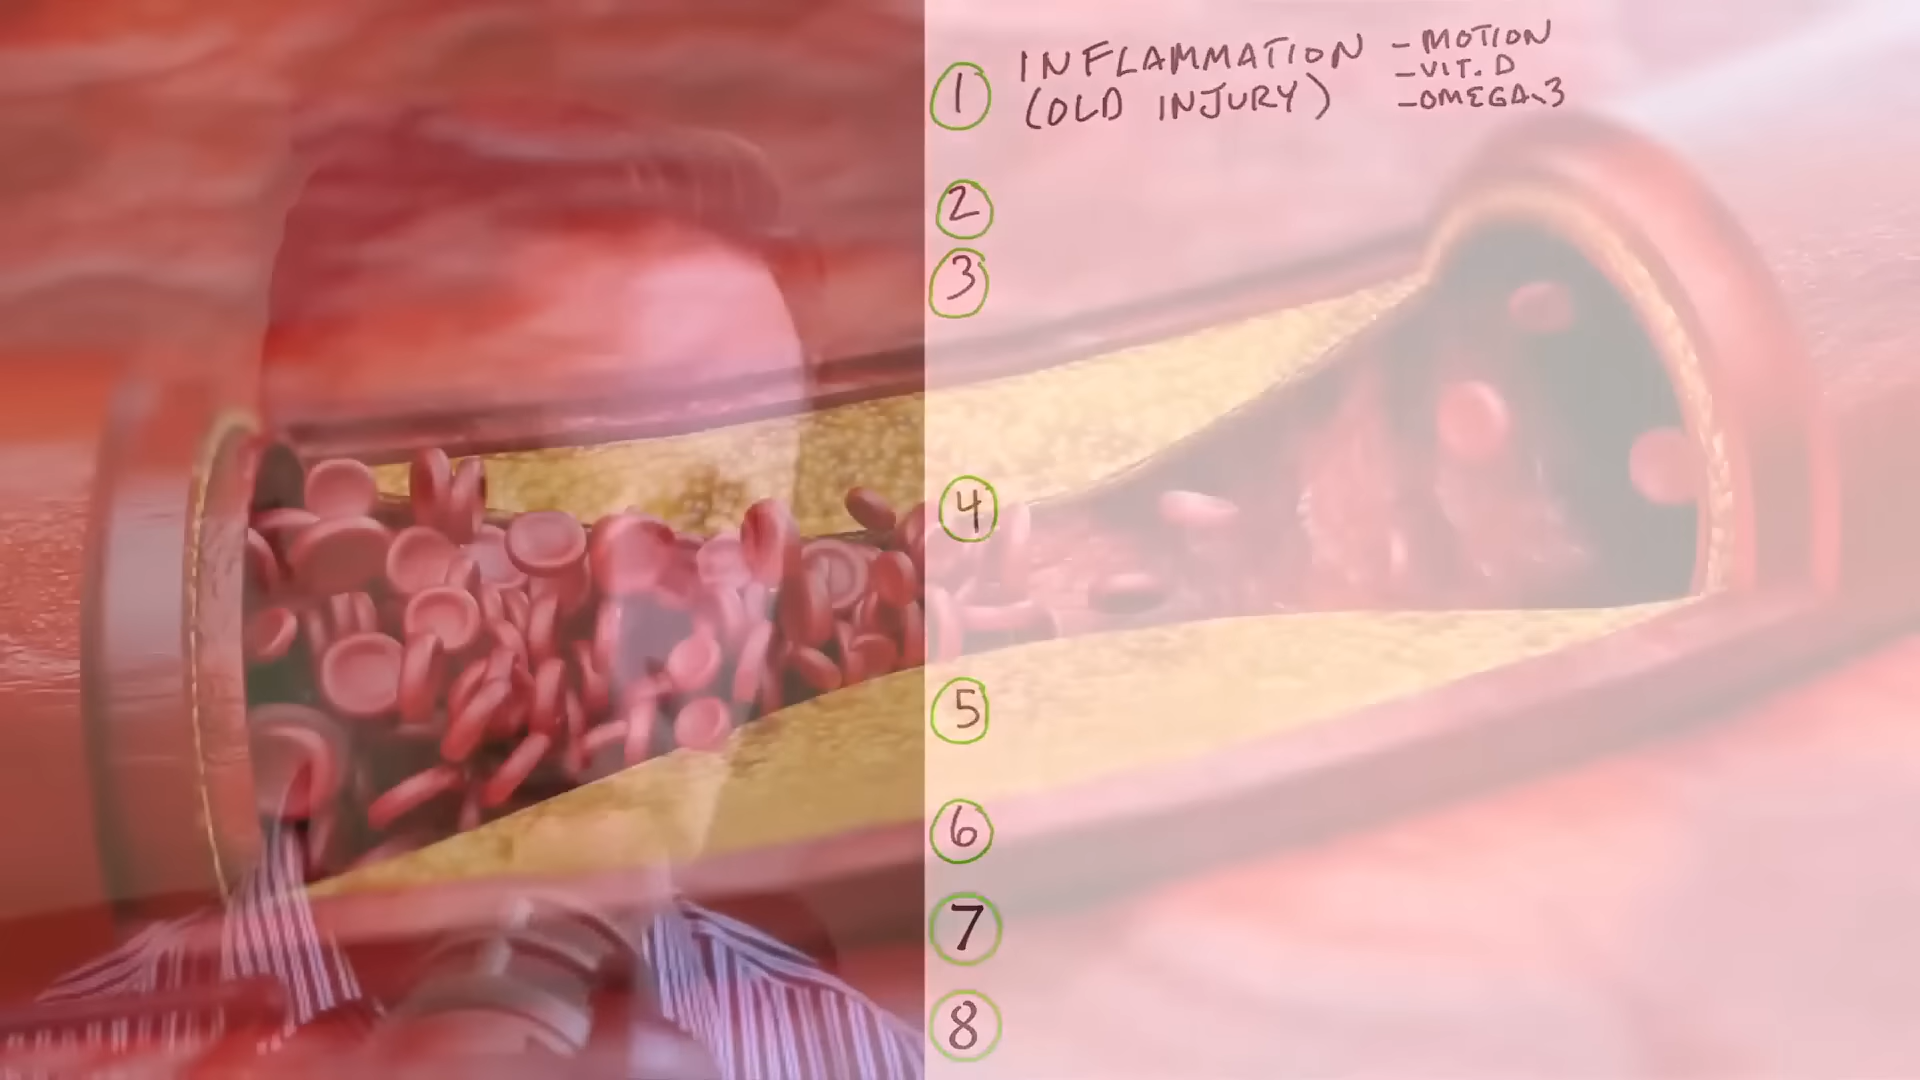 1 INFLAMMATION - MOTION
(OLD INJURY) - VIT. D
- OMEGA-3
2
3
4
5
6
7
8